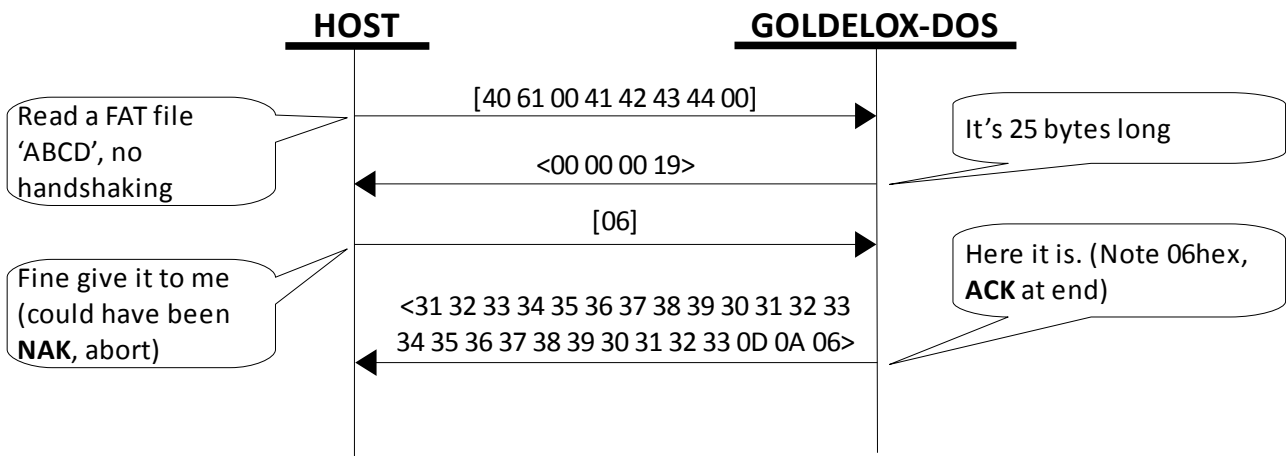 HOST
GOLDELOX-DOS
Read a FAT file
‘ABCD’, no
handshaking
[40 61 00 41 42 43 44 00]
It’s 25 bytes long
<00 00 00 19>
[06]
Fine give it to me
(could have been
NAK, abort)
Here it is. (Note 06hex,
ACK at end)
<31 32 33 34 35 36 37 38 39 30 31 32 33
34 35 36 37 38 39 30 31 32 33 0D 0A 06>